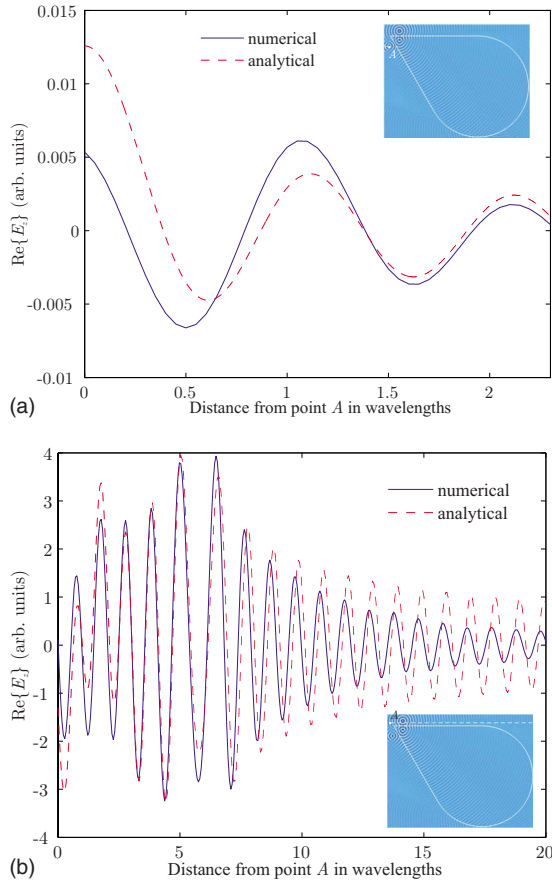 0.015
0.01
0.005
0
-0.005
-0.01
Re{E_z} (arb. units)
numerical
analytical
A
0 0.5 1 1.5 2
(a) Distance from point A in wavelengths
4
3
2
1
0
-1
-2
-3
-4
Re{E_z} (arb. units)
numerical
analytical
A
0 5 10 15 20
(b) Distance from point A in wavelengths